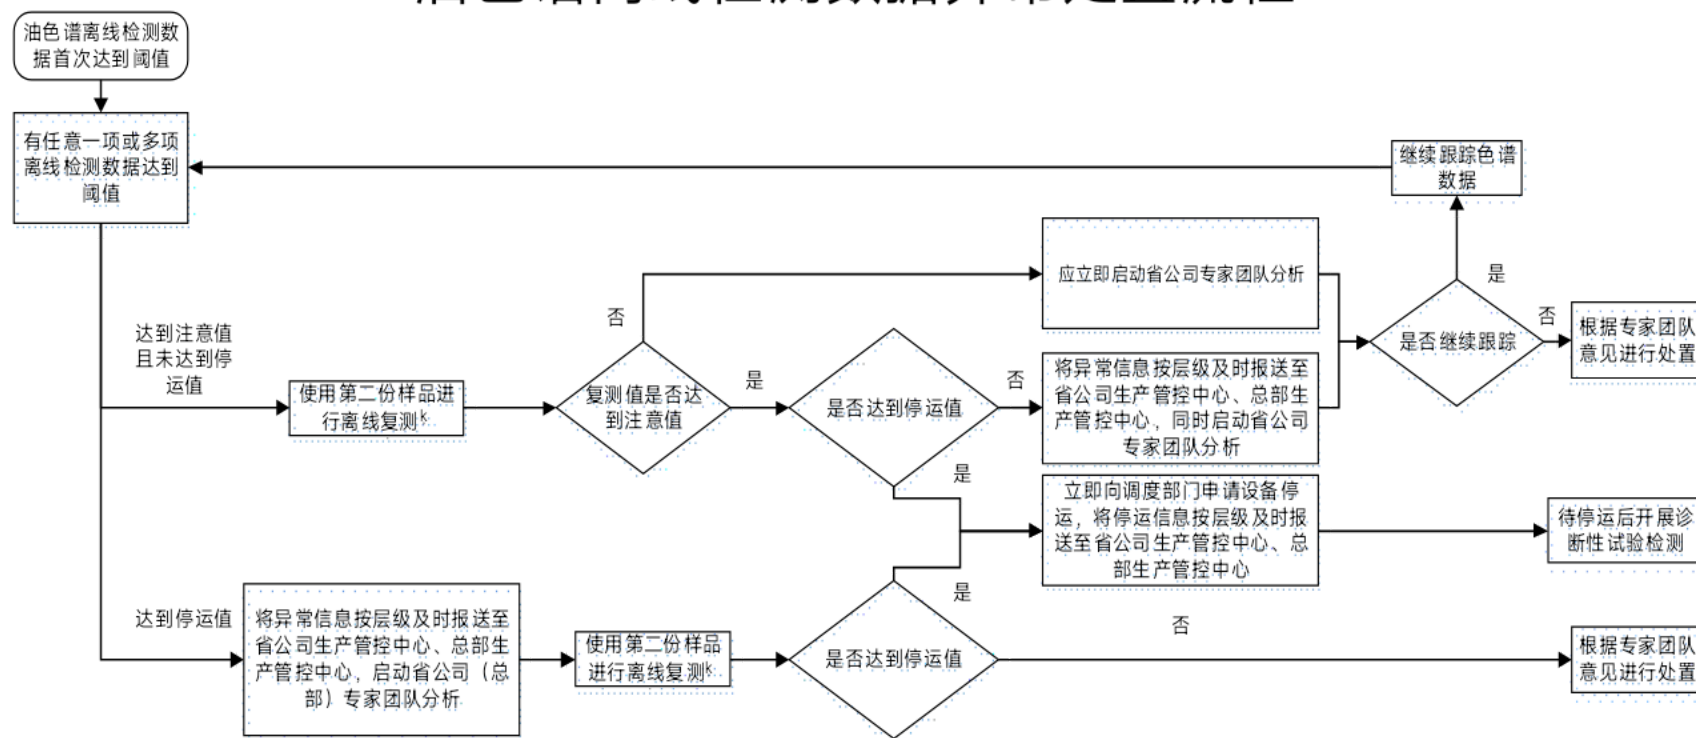 油色谱离线检测数
据首次达到阈值
有任意一项或多项
离线检测数据达到
阈值
继续跟踪色谱
数据
应立即启动省公司专家团队分析
是
否
否
是否继续跟踪
根据专家团队
意见进行处置
达到注意值
且未达到停
运值
使用第二份样品进
行离线复测k
复测值是否达
到注意值
是
是否达到停运值
否
将异常信息按层级及时报送至
省公司生产管控中心、总部生
产管控中心，同时启动省公司
专家团队分析
是
立即向调度部门申请设备停
运，将停运信息按层级及时报
送至省公司生产管控中心、总
部生产管控中心
待停运后开展诊
断性试验检测
达到停运值
将异常信息按层级及时报送至
省公司生产管控中心、总部生
产管控中心，启动省公司（总
部）专家团队分析
使用第二份样品
进行离线复测k
是否达到停运值
是
否
根据专家团队
意见进行处置